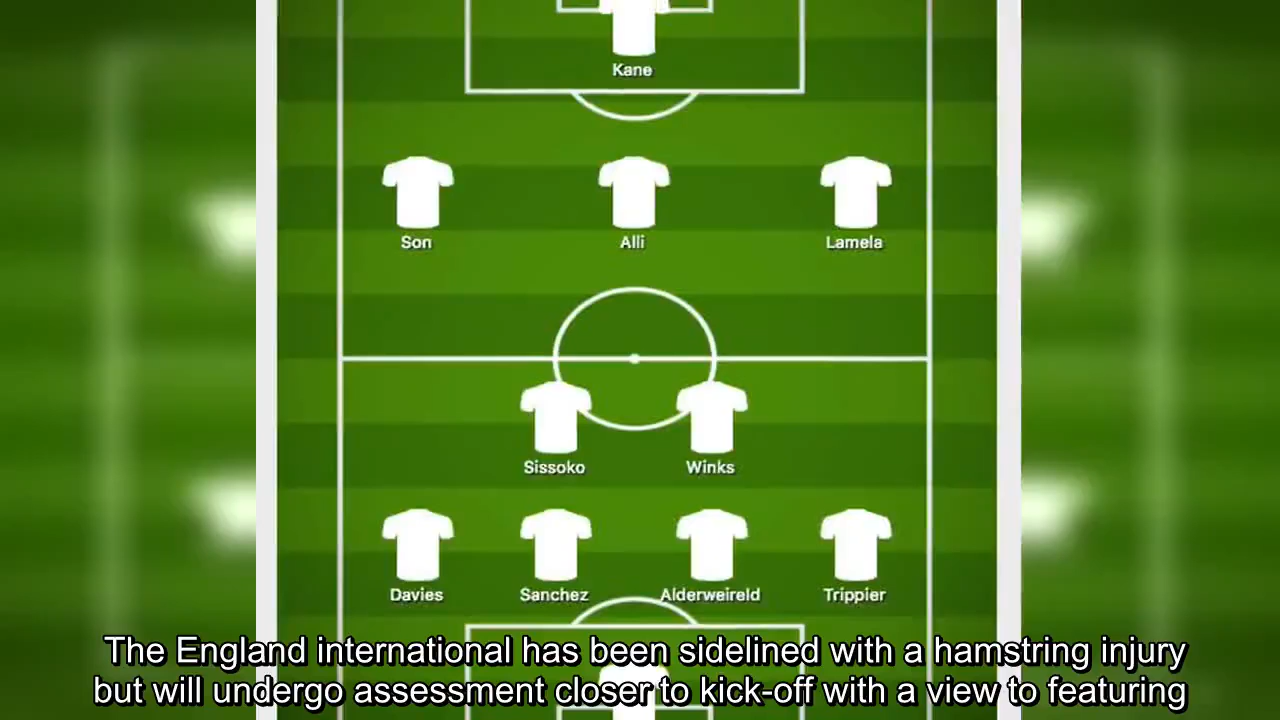 Kane
Son Alli Lamela
Sissoko Winks
Davies Sanchez Alderweireld Trippier
The England international has been sidelined with a hamstring injury
but will undergo assessment closer to kick-off with a view to featuring